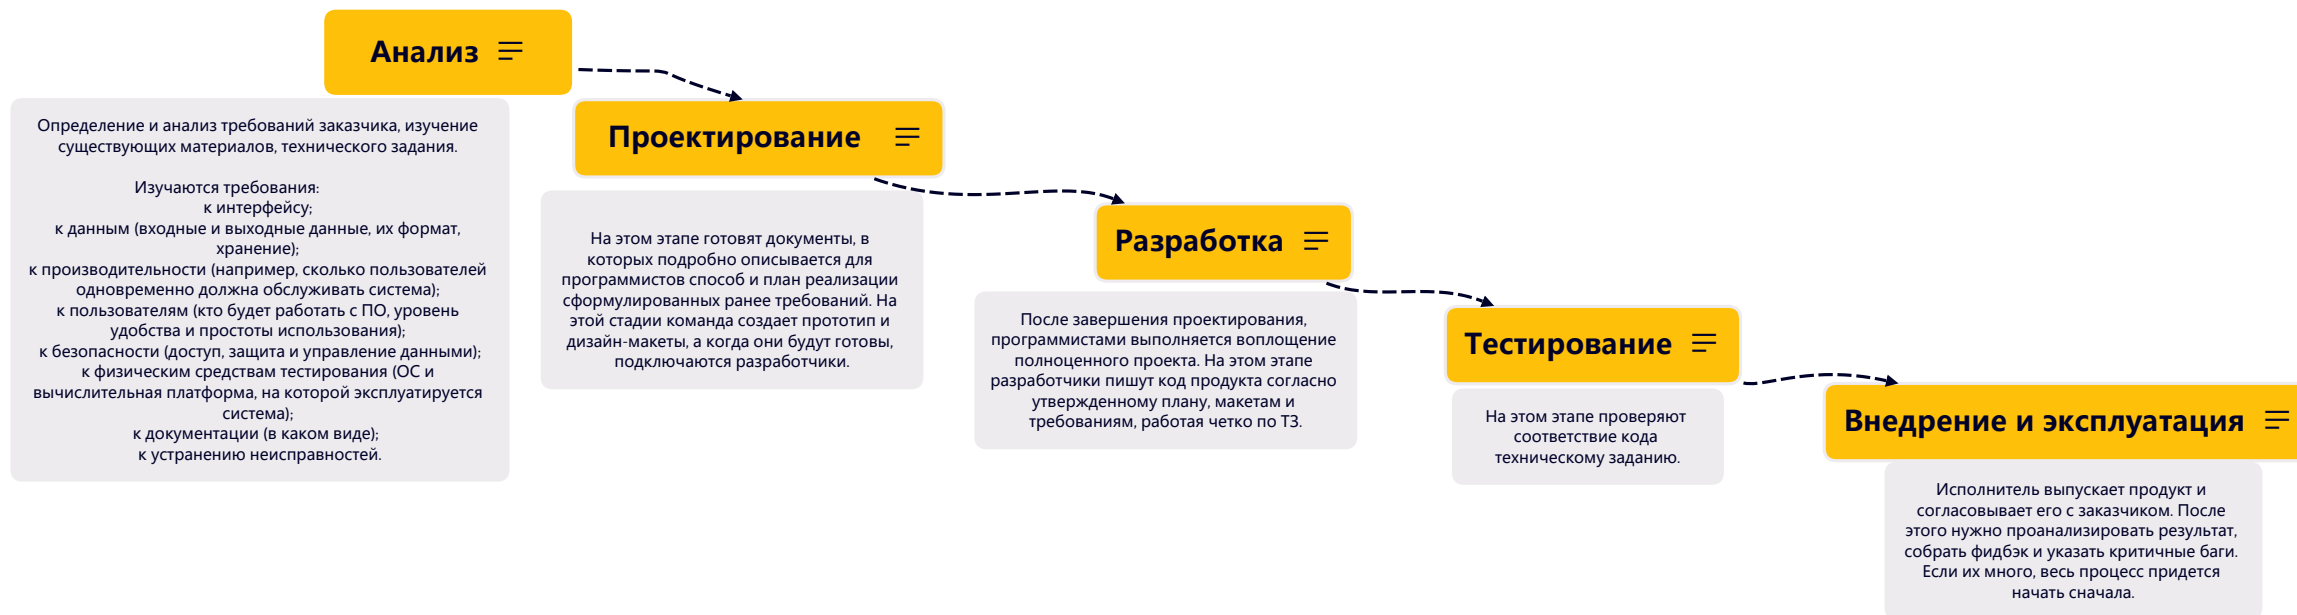 Анализ
Определение и анализ требований заказчика, изучение
существующих материалов, технического задания.
Изучаются требования:
к интерфейсу;
к данным (входные и выходные данные, их формат,
хранение);
к производительности (например, сколько пользователей
одновременно должна обслуживать система);
к пользователям (кто будет работать с ПО, уровень
удобства и простоты использования);
к безопасности (доступ, защита и управление данными);
к физическим средствам тестирования (ОС и
вычислительная платформа, на которой эксплуатируется
система);
к документации (в каком виде);
к устранению неисправностей.
Проектирование
На этом этапе готовят документы, в
которых подробно описывается для
программистов способ и план реализации
сформулированных ранее требований. На
этой стадии команда создает прототип и
дизайн-макеты, а когда они будут готовы,
подключаются разработчики.
Разработка
После завершения проектирования,
программистами выполняется воплощение
полноценного проекта. На этом этапе
разработчики пишут код продукта согласно
утвержденному плану, макетам и
требованиям, работая четко по ТЗ.
Тестирование
На этом этапе проверяют
соответствие кода
техническому заданию.
Внедрение и эксплуатация
Исполнитель выпускает продукт и
согласовывает его с заказчиком. После
этого нужно проанализировать результат,
собрать фидбэк и указать критичные баги.
Если их много, весь процесс придется
начать сначала.